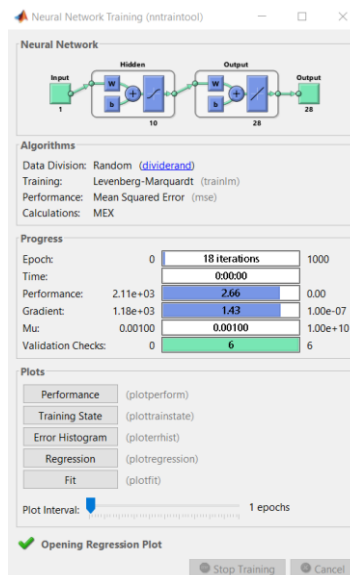 Neural Network Training (nntraintool)
Neural Network
Hidden Output
Input Output
W W
b b
1 10 28 28
Algorithms
Data Division: Random (dividerand)
Training: Levenberg-Marquardt (trainlm)
Performance: Mean Squared Error (mse)
Calculations: MEX
Progress
Epoch: 0 18 iterations 1000
Time: 0:00:00
Performance: 2.11e+03 2.66 0.00
Gradient: 1.18e+03 1.43 1.00e-07
Mu: 0.00100 0.00100 1.00e+10
Validation Checks: 0 6 6
Plots
Performance (plotperform)
Training State (plottrainstate)
Error Histogram (ploterrhist)
Regression (plotregression)
Fit (plotfit)
Plot Interval: 1 epochs
Opening Regression Plot
Stop Training Cancel